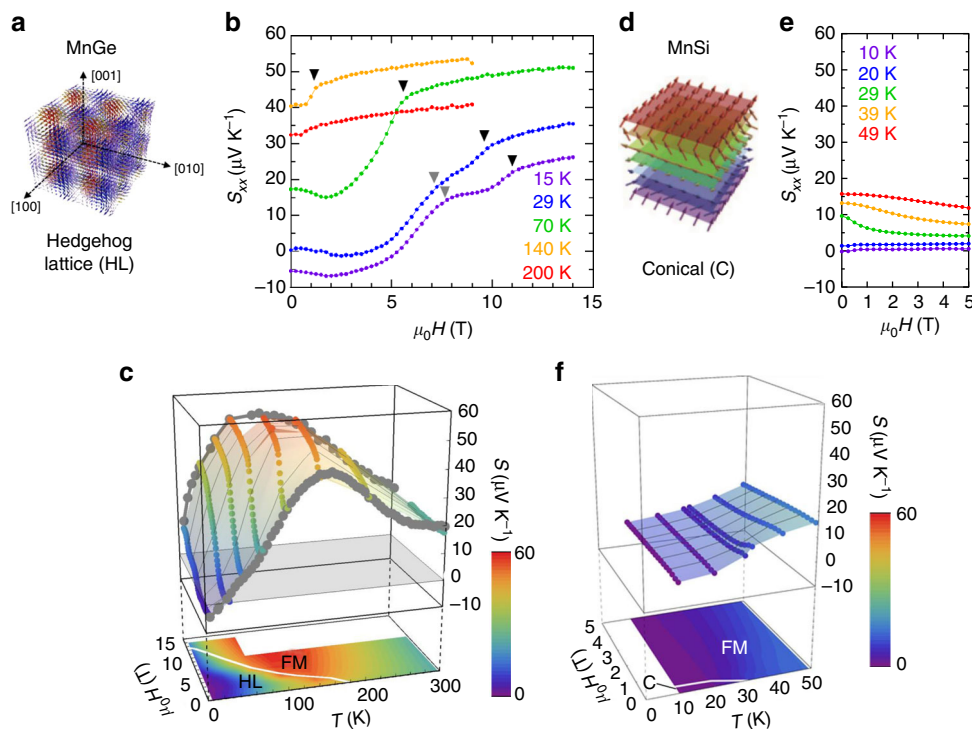 a
MnGe
[001]
[010]
[100]
Hedgehog
lattice (HL)
b
60
50
40
30
20
10
0
−10
Sxx (μV K−1)
15 K
29 K
70 K
140 K
200 K
0
5
10
15
μ0H (T)
d
MnSi
Conical (C)
e
60
50
40
30
20
10
0
−10
Sxx (μV K−1)
10 K
20 K
29 K
39 K
49 K
0 1 2 3 4 5
μ0H (T)
c
60
50
40
30
20
10
0
−10
S (μV K−1)
60
0
15
10
5
0
μ0H (T)
HL
FM
0
100
200
300
T (K)
f
60
50
40
30
20
10
0
−10
S (μV K−1)
60
0
5
4
3
2
1
0
μ0H (T)
C
FM
0
10
20
30
40
50
T (K)